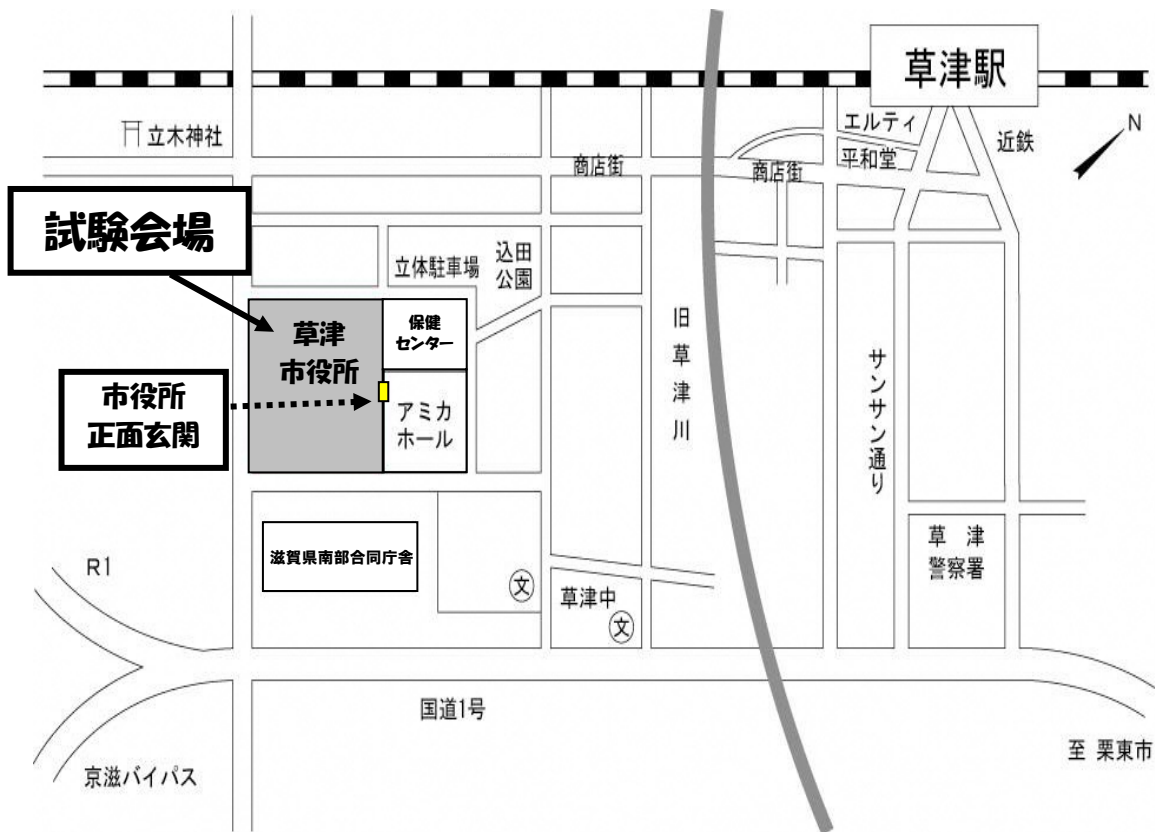 草津駅
エルティ
近鉄
N
立木神社
商店街
商店街
平和堂
試験会場
立体駐車場
込田
公園
草津
市役所
保健
センター
旧草津川
サンサン通り
市役所
正面玄関
アミカ
ホール
滋賀県南部合同庁舎
草津
警察署
R1
文
草津中
文
国道1号
至 栗東市
京滋バイパス